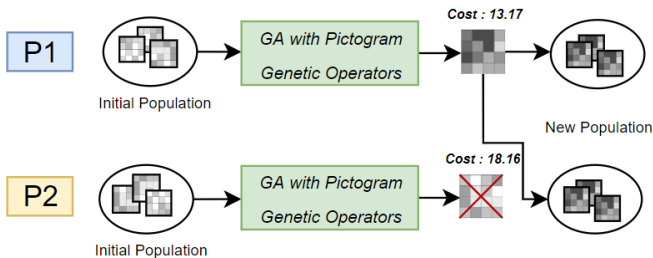 P1
Initial Population
GA with Pictogram
Genetic Operators
Cost : 13.17
New Population
P2
Initial Population
GA with Pictogram
Genetic Operators
Cost : 18.16